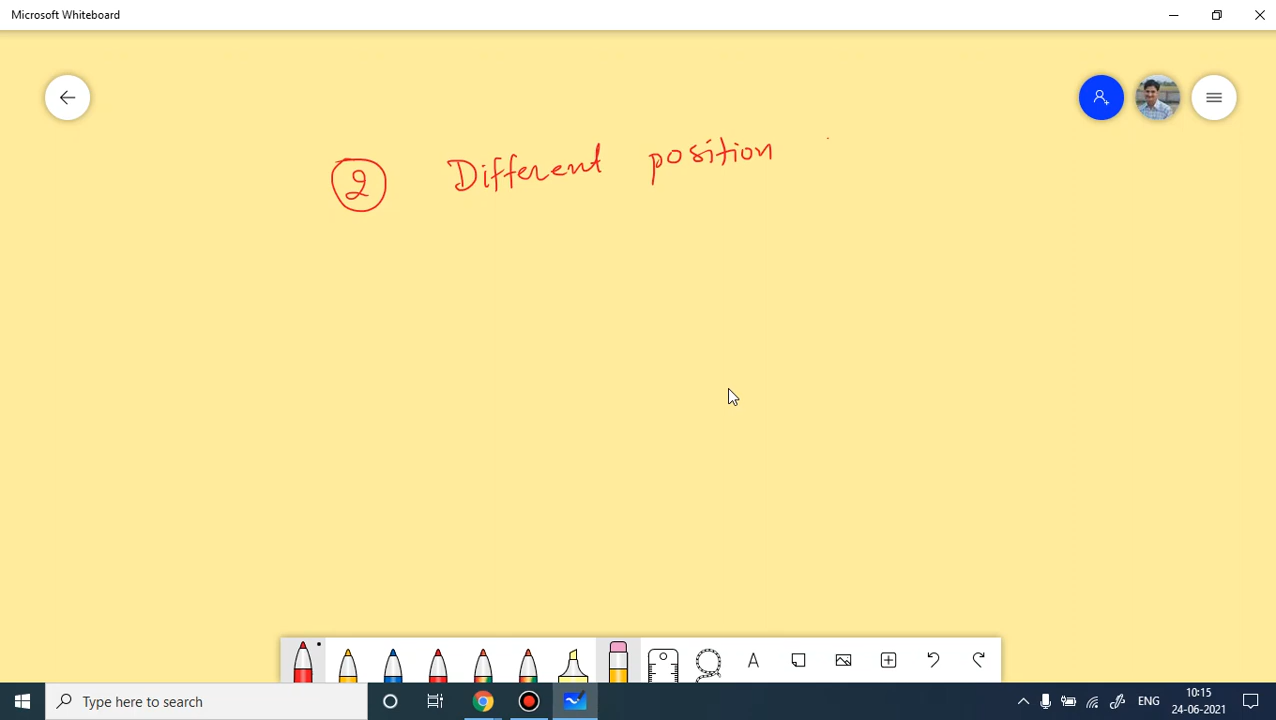 Microsoft Whiteboard
② Different position
Type here to search
ENG
10:15
24-06-2021